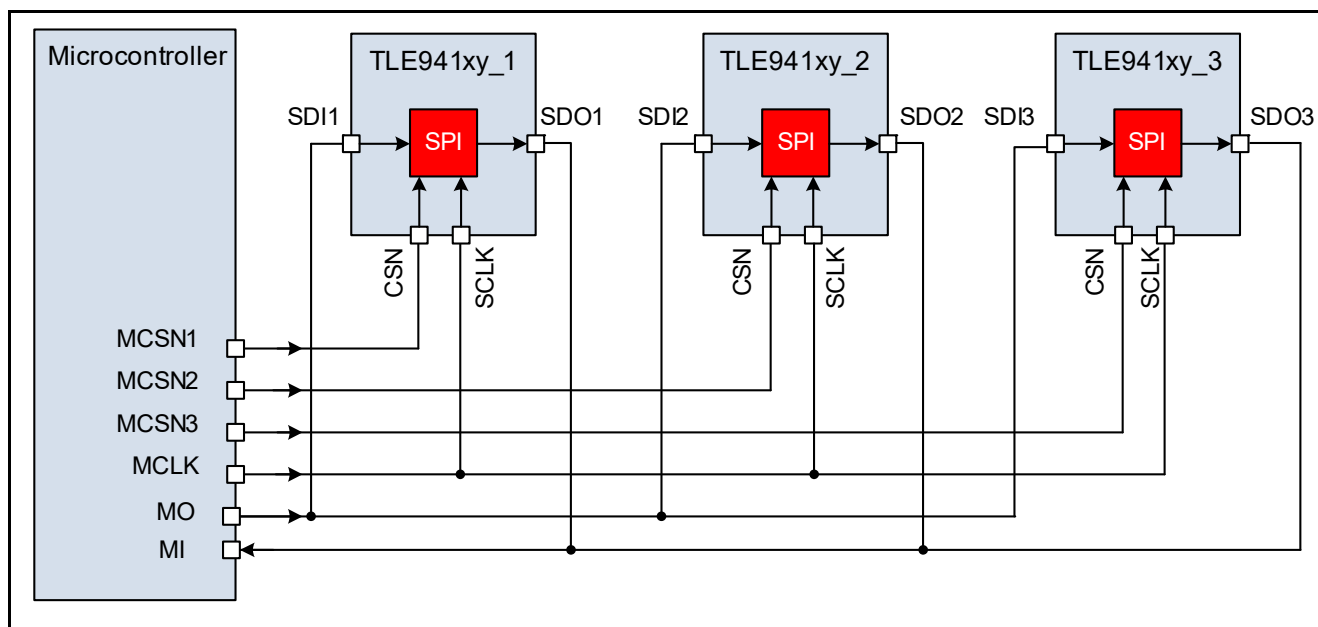 Microcontroller
TLE941xy_1
TLE941xy_2
TLE941xy_3
SDI1
SPI
SDO1
SDI2
SPI
SDO2
SDI3
SPI
SDO3
CSN
SCLK
CSN
SCLK
CSN
SCLK
MCSN1
MCSN2
MCSN3
MCLK
MO
MI